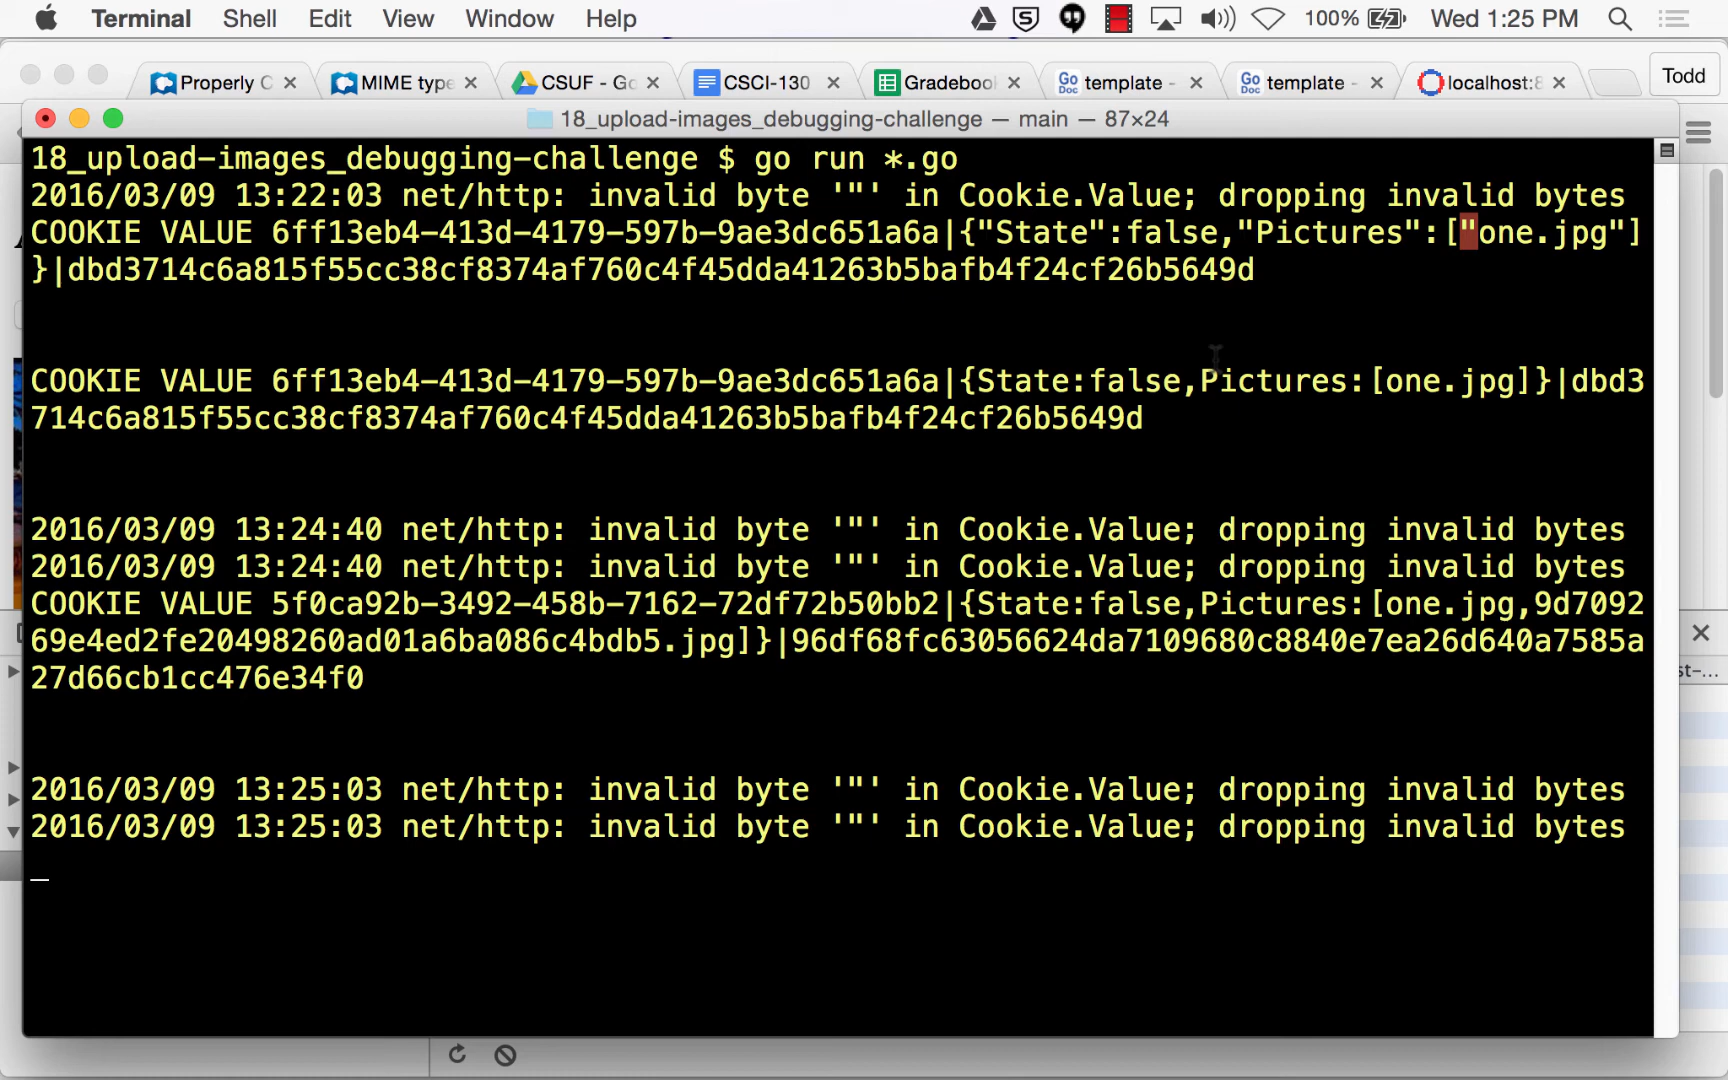 Terminal Shell Edit View Window Help 100% Wed 1:25 PM
Properly C MIME type CSUF - Go CSCI-130 Gradeboo template - template - localhost:8 Todd
18_upload-images_debugging-challenge — main — 87×24
18_upload-images_debugging-challenge $ go run *.go
2016/03/09 13:22:03 net/http: invalid byte '"' in Cookie.Value; dropping invalid bytes
COOKIE VALUE 6ff13eb4-413d-4179-597b-9ae3dc651a6a|{"State":false,"Pictures":["one.jpg"]
}|dbd3714c6a815f55cc38cf8374af760c4f45dda41263b5bafb4f24cf26b5649d
COOKIE VALUE 6ff13eb4-413d-4179-597b-9ae3dc651a6a|{State:false,Pictures:[one.jpg]}|dbd3
714c6a815f55cc38cf8374af760c4f45dda41263b5bafb4f24cf26b5649d
2016/03/09 13:24:40 net/http: invalid byte '"' in Cookie.Value; dropping invalid bytes
2016/03/09 13:24:40 net/http: invalid byte '"' in Cookie.Value; dropping invalid bytes
COOKIE VALUE 5f0ca92b-3492-458b-7162-72df72b50bb2|{State:false,Pictures:[one.jpg,9d7092
69e4ed2fe20498260ad01a6ba086c4bdb5.jpg]}|96df68fc63056624da7109680c8840e7ea26d640a7585a
27d66cb1cc476e34f0
2016/03/09 13:25:03 net/http: invalid byte '"' in Cookie.Value; dropping invalid bytes
2016/03/09 13:25:03 net/http: invalid byte '"' in Cookie.Value; dropping invalid bytes